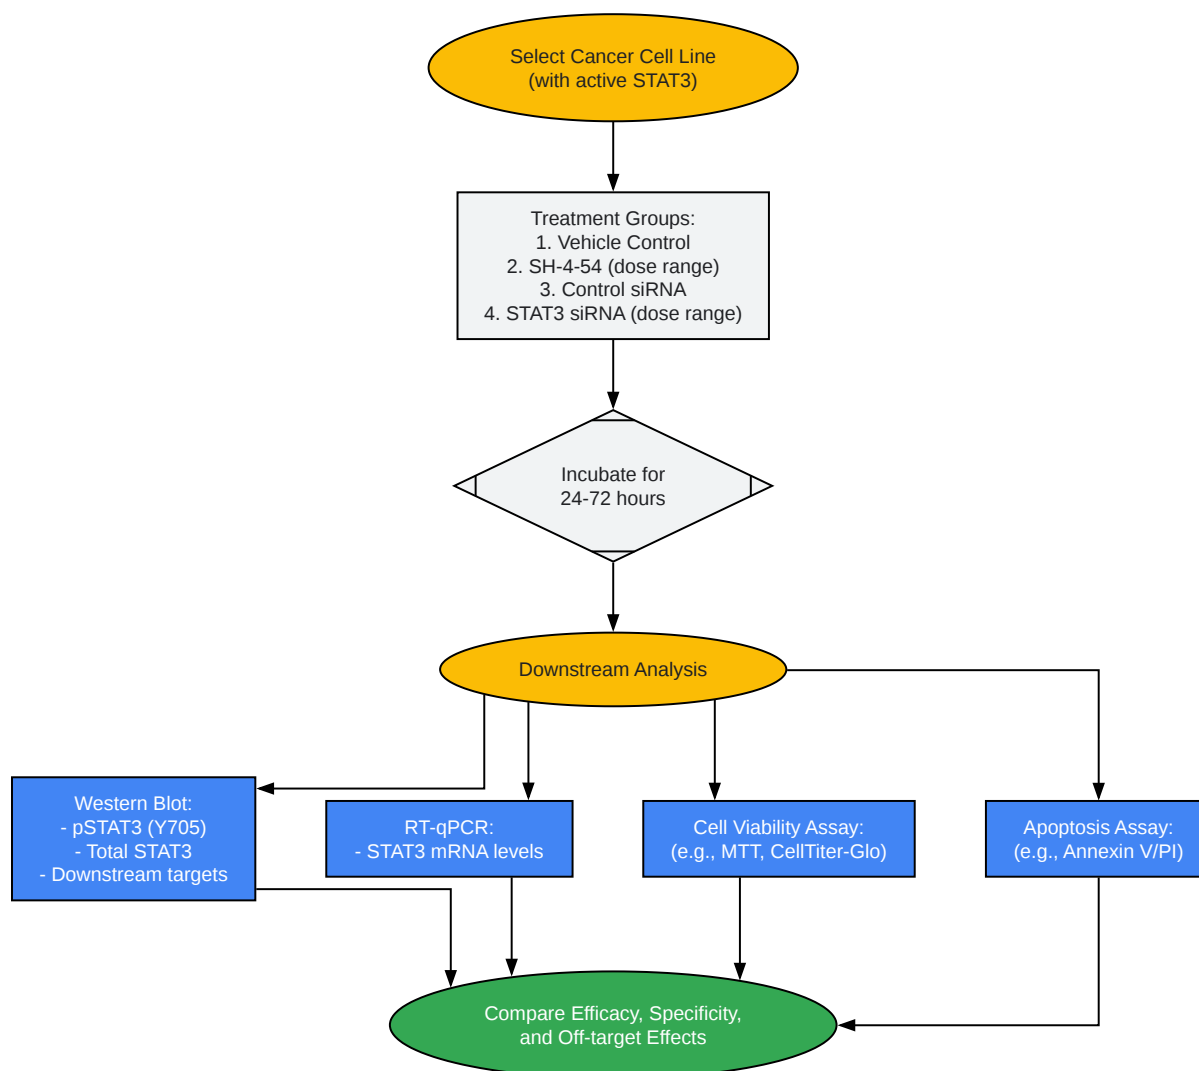 Select Cancer Cell Line
(with active STAT3)
Treatment Groups:
1. Vehicle Control
2. SH-4-54 (dose range)
3. Control siRNA
4. STAT3 siRNA (dose range)
Incubate for
24-72 hours
Downstream Analysis
Western Blot:
- pSTAT3 (Y705)
- Total STAT3
- Downstream targets
RT-qPCR:
- STAT3 mRNA levels
Cell Viability Assay:
(e.g., MTT, CellTiter-Glo)
Apoptosis Assay:
(e.g., Annexin V/PI)
Compare Efficacy, Specificity,
and Off-target Effects